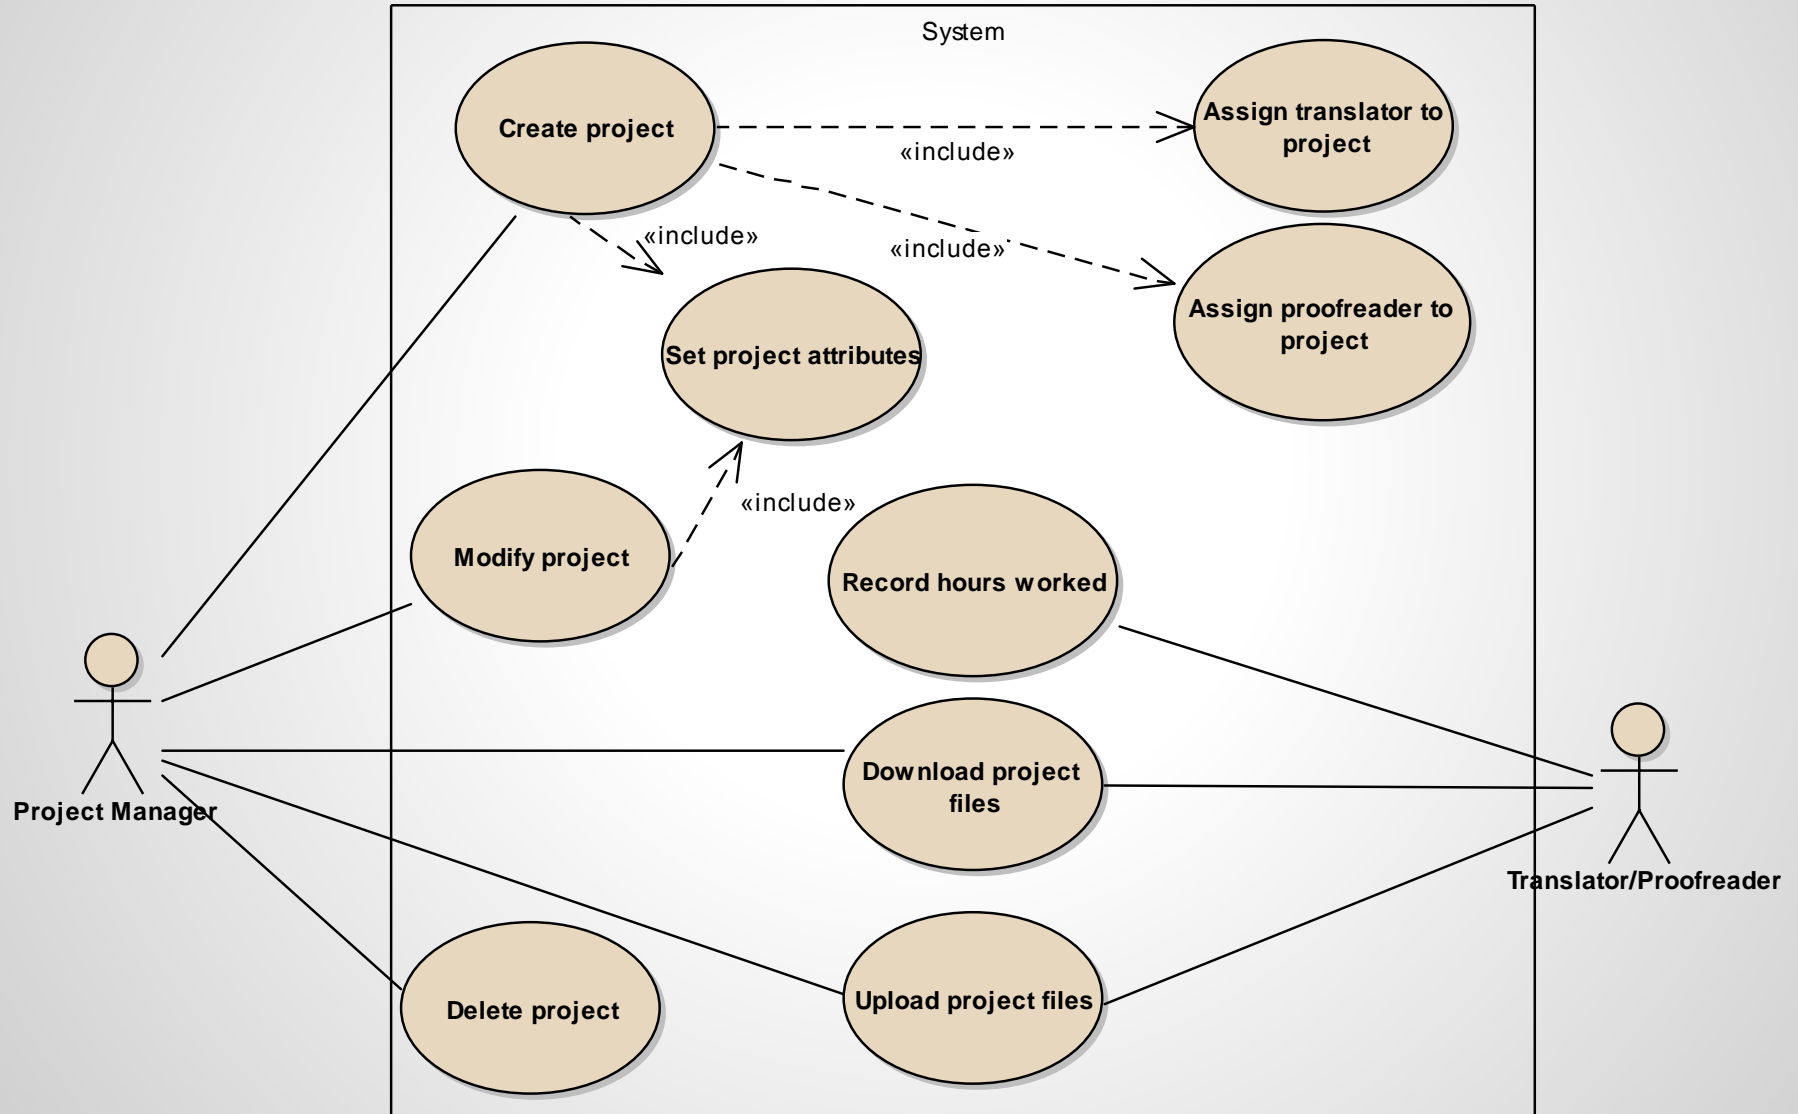 System
Create project
Assign translator to
project
«include»
«include»
«include»
Assign proofreader to
project
Set project attributes
«include»
Modify project
Record hours worked
Download project
files
Project Manager
Translator/Proofreader
Upload project files
Delete project